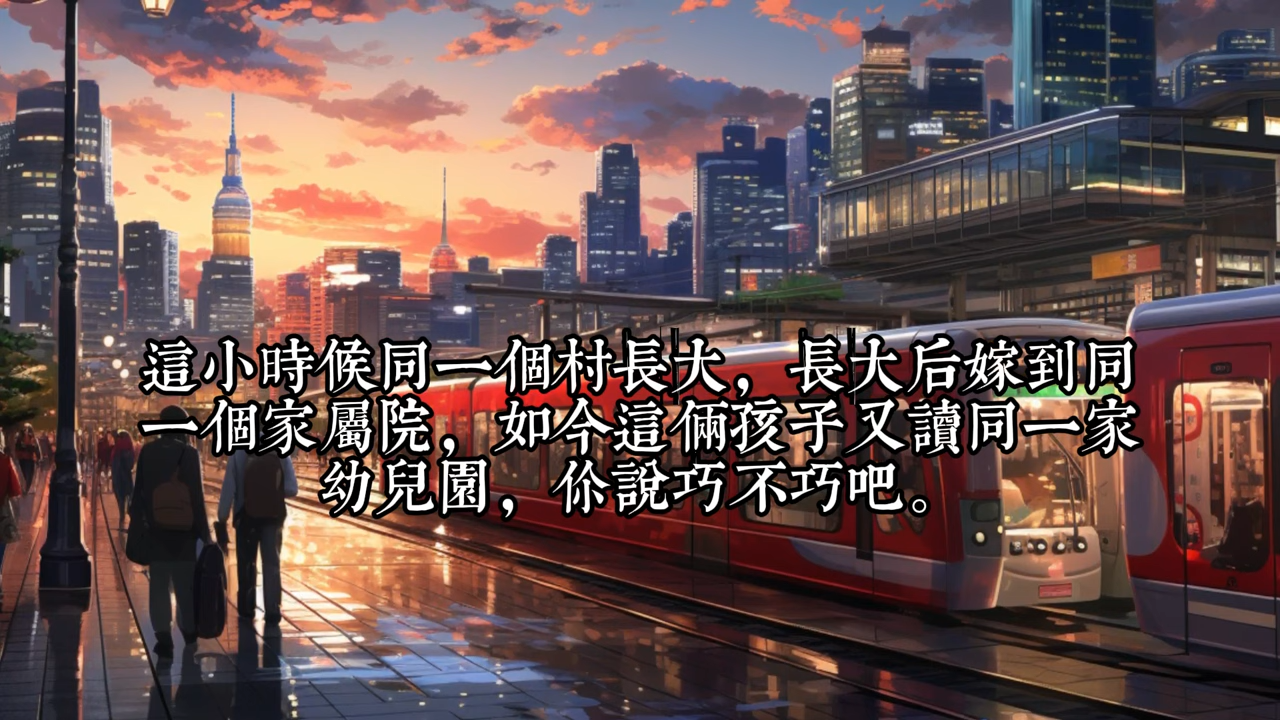 這小時候同一個村長大，長大后嫁到同
一個家屬院，如今這倆孩子又讀同一家
幼兒園，你說巧不巧吧。